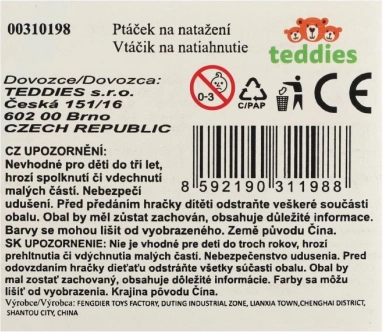 00310198
Ptáček na natažení
Vtáčik na natiahnutie
teddies
Dovozce/Dovozca:
TEDDIES s.r.o.
Česká 151/16
602 00 Brno
CZECH REPUBLIC
0-3
C/PAP
CE
CZ UPOZORNĚNÍ:
Nevhodné pro děti do tří let,
hrozí spolknutí či vdechnutí
malých částí. Nebezpečí
8 592190 311988
udušení. Před předáním hračky dítěti odstraňte veškeré součásti
obalu. Obal by měl zůstat zachován, obsahuje důležité informace.
Barvy se mohou lišit od vyobrazeného. Země původu Čína.
SK UPOZORNENIE: Nie je vhodné pre deti do troch rokov, hrozí
prehltnutia či vdýchnutia malých častí. Nebezpečenstvo udusenia. Pred
odovzdaním hračky dieťaťu odstráňte všetky súčasti obalu. Obal by
mal zostať zachovaný, obsahuje dôležité informácie. Farby sa môžu
líšiť od vyobrazenia. Krajina pôvodu Čína.
Výrobce/Výrobca: FENGDIER TOYS FACTORY, DUTING INDUSTRIAL ZONE, LIANXIA TOWN,CHENGHAI DISTRICT,
SHANTOU CITY, CHINA